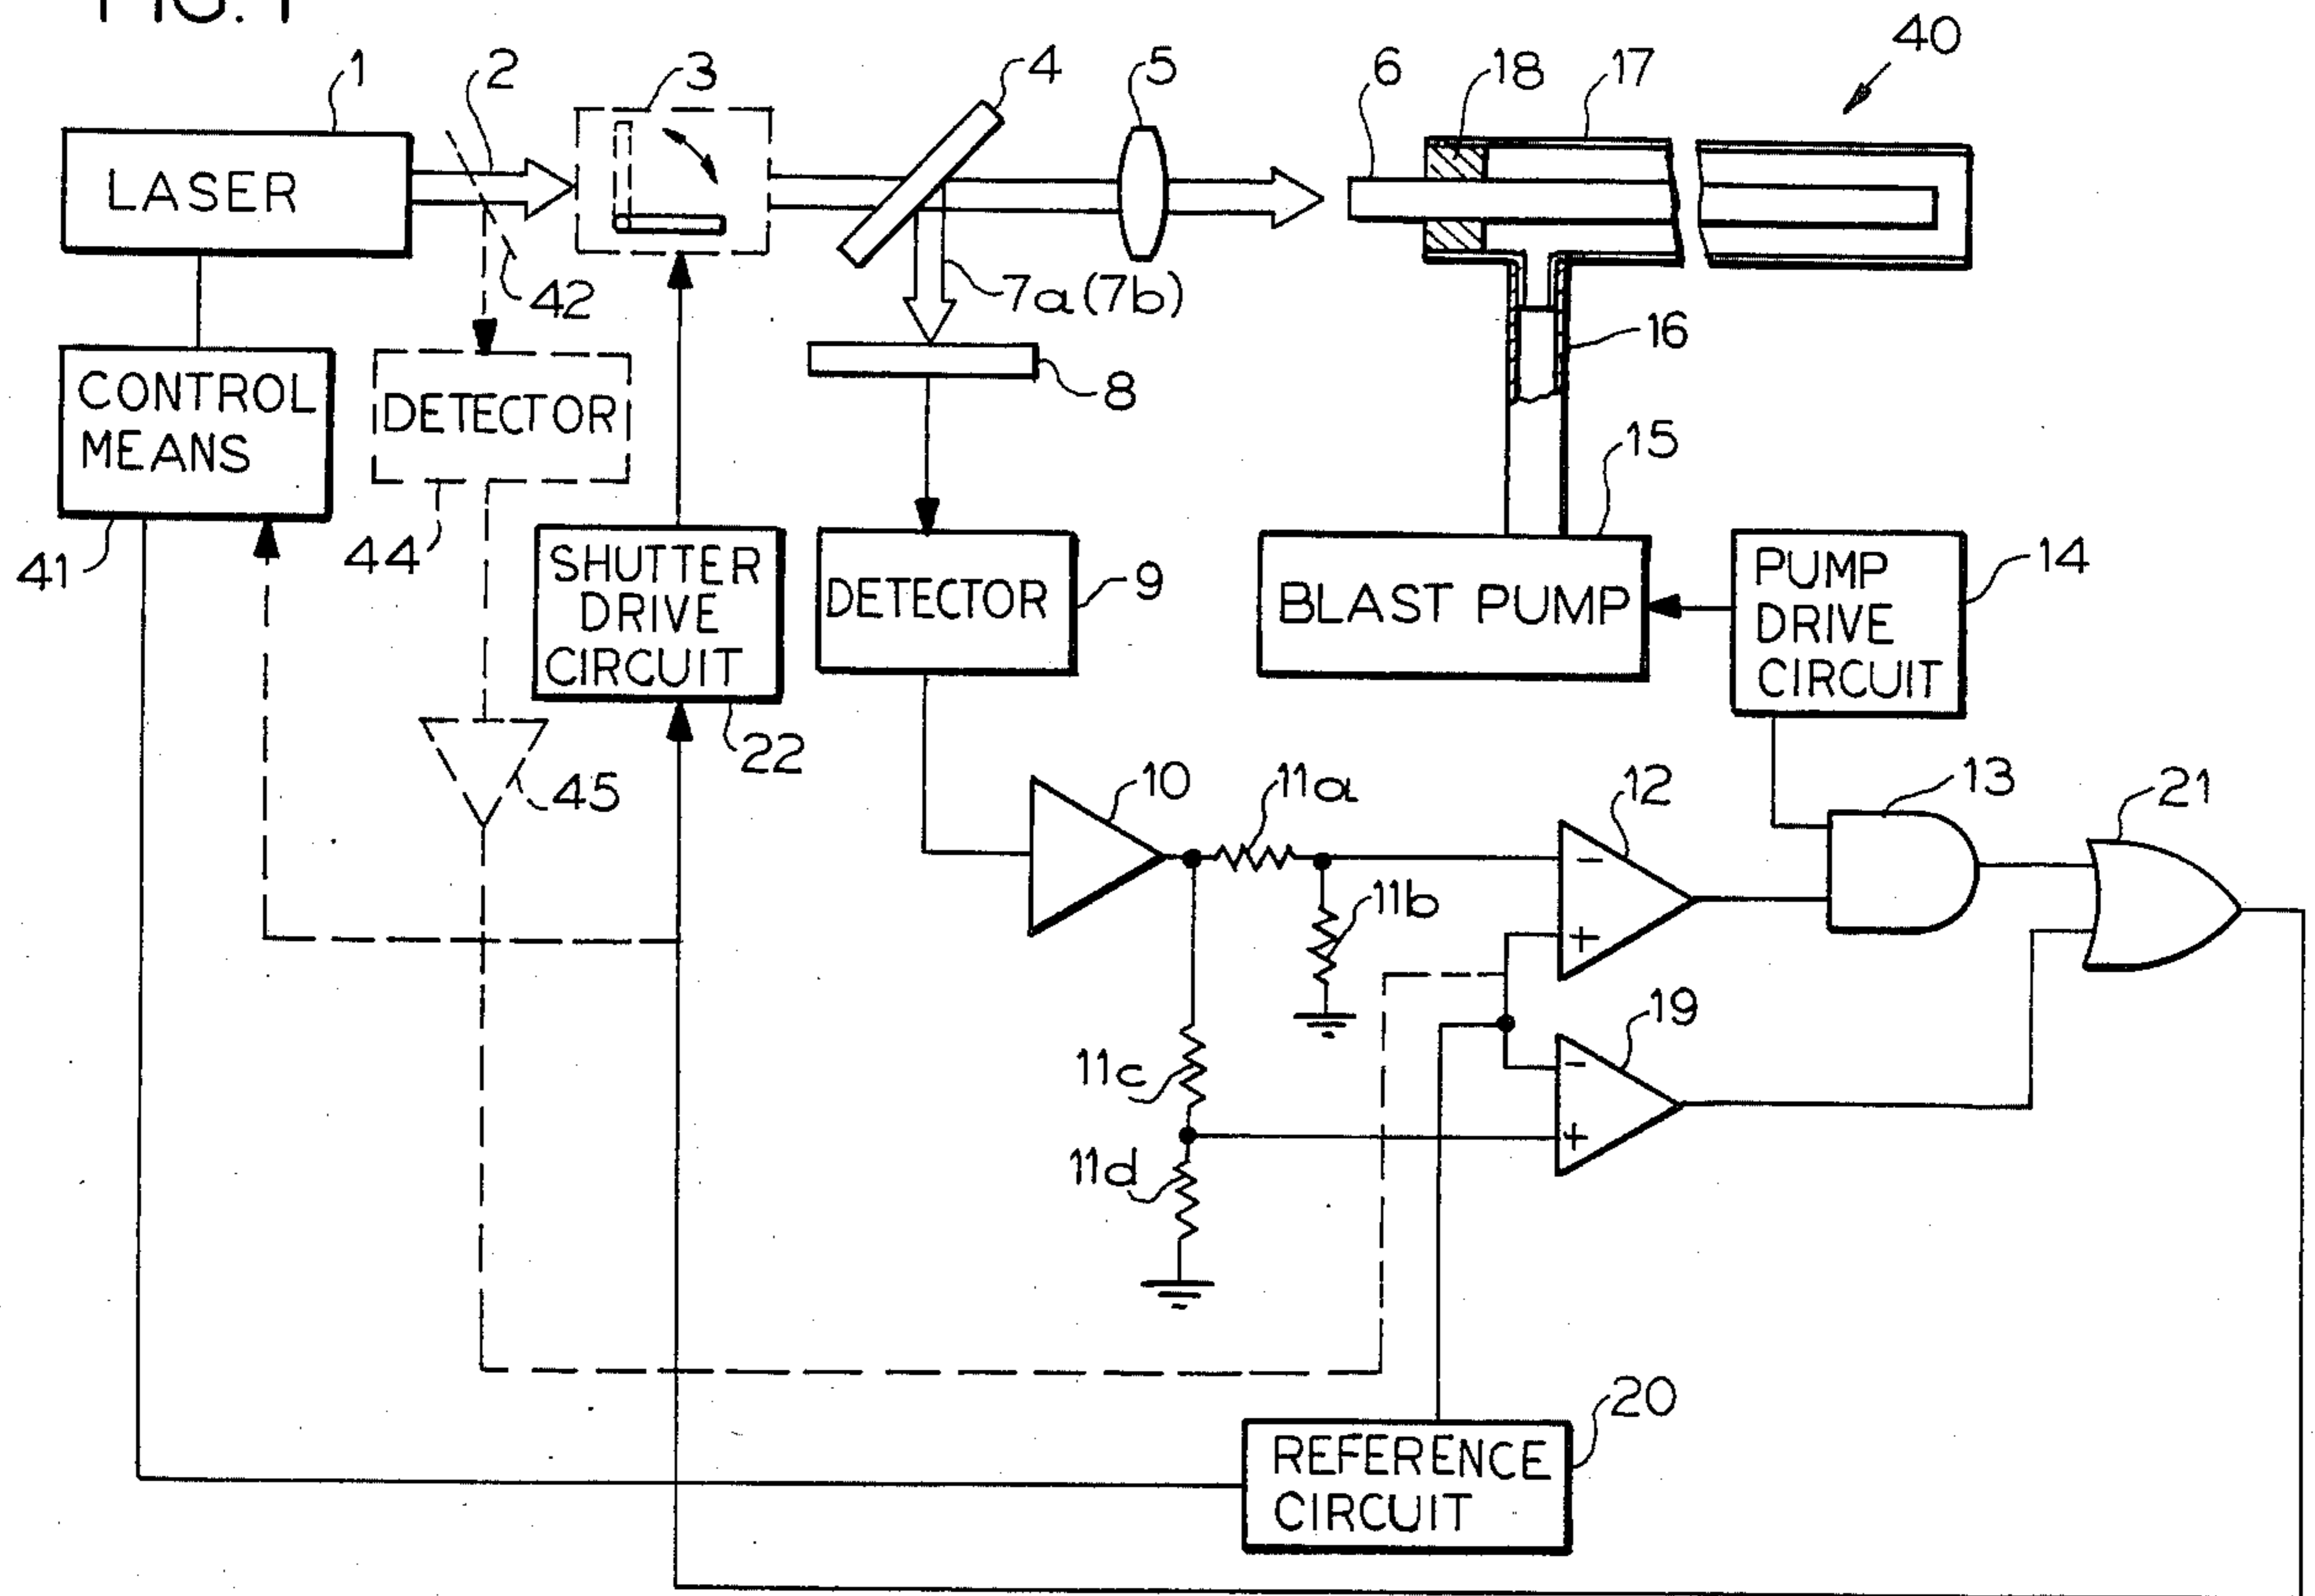 FIG. 1
40
1
2
3
4
5
6
18
17
LASER
42
7a(7b)
16
8
CONTROL
MEANS
DETECTOR
15
41
44
SHUTTER
DRIVE
CIRCUIT
DETECTOR
9
BLAST PUMP
PUMP
DRIVE
CIRCUIT
14
22
45
10
11a
12
13
21
11b
-
+
19
11c
-
+
11d
20
REFERENCE
CIRCUIT